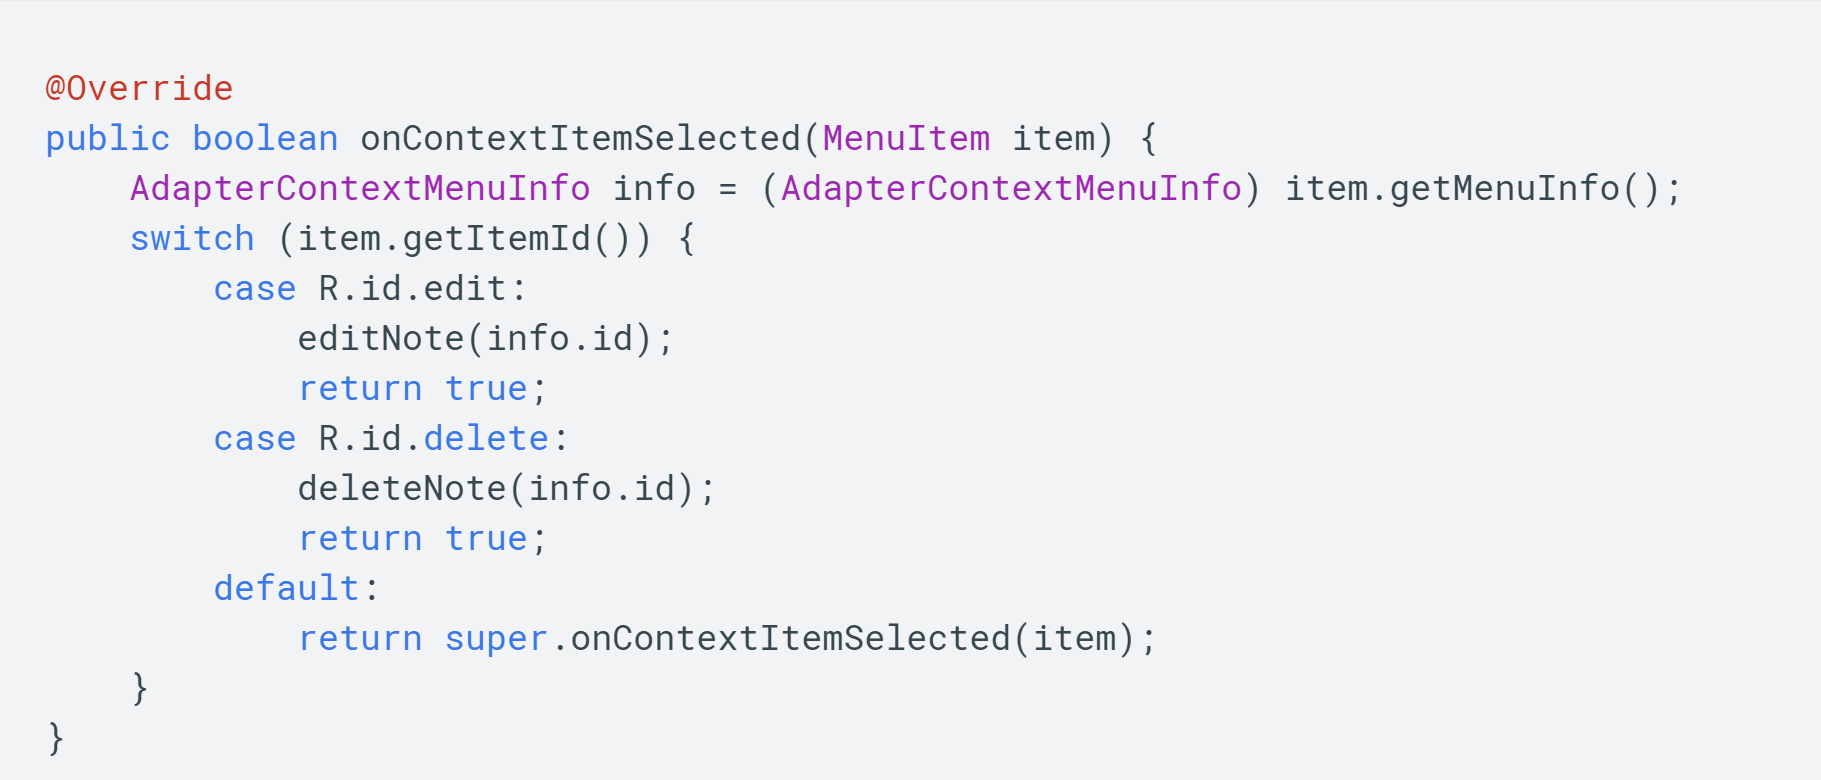 @Override
public boolean onContextItemSelected(MenuItem item) {
    AdapterContextMenuInfo info = (AdapterContextMenuInfo) item.getMenuInfo();
    switch (item.getItemId()) {
        case R.id.edit:
            editNote(info.id);
            return true;
        case R.id.delete:
            deleteNote(info.id);
            return true;
        default:
            return super.onContextItemSelected(item);
    }
}